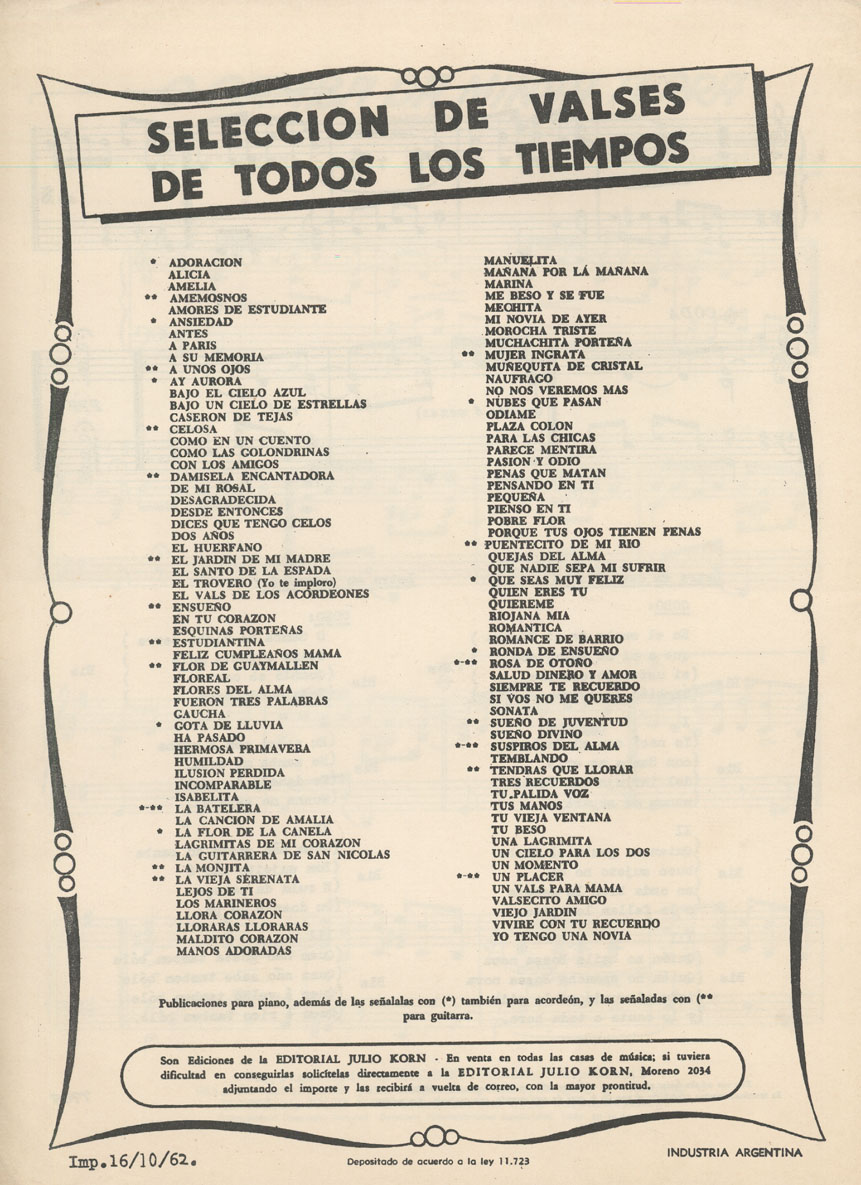 SELECCION DE VALSES
DE TODOS LOS TIEMPOS
* ADORACION
ALICIA
AMELIA
** AMEMOSNOS
AMORES DE ESTUDIANTE
* ANSIEDAD
ANTES
A PARIS
A SU MEMORIA
** A UNOS OJOS
* AY AURORA
BAJO EL CIELO AZUL
BAJO UN CIELO DE ESTRELLAS
CASERON DE TEJAS
** CELOSA
COMO EN UN CUENTO
COMO LAS GOLONDRINAS
CON LOS AMIGOS
** DAMISELA ENCANTADORA
DE MI ROSAL
DESAGRADECIDA
DESDE ENTONCES
DICES QUE TENGO CELOS
DOS AÑOS
EL HUERFANO
** EL JARDIN DE MI MADRE
EL SANTO DE LA ESPADA
EL TROVERO (Yo te imploro)
EL VALS DE LOS ACORDEONES
** ENSUEÑO
EN TU CORAZON
ESQUINAS PORTEÑAS
** ESTUDIANTINA
FELIZ CUMPLEAÑOS MAMA
** FLOR DE GUAYMALLEN
FLOREAL
FLORES DEL ALMA
FUERON TRES PALABRAS
GAUCHA
* GOTA DE LLUVIA
HA PASADO
HERMOSA PRIMAVERA
HUMILDAD
ILUSION PERDIDA
INCOMPARABLE
ISABELITA
*-** LA BATELERA
LA CANCION DE AMALIA
* LA FLOR DE LA CANELA
LAGRIMITAS DE MI CORAZON
LA GUITARRERA DE SAN NICOLAS
** LA MONJITA
** LA VIEJA SERENATA
LEJOS DE TI
LOS MARINEROS
LLORA CORAZON
LLORARAS LLORARAS
MALDITO CORAZON
MANOS ADORADAS
MANUELITA
MAÑANA POR LÁ MAÑANA
MARINA
ME BESO Y SE FUE
MECHITA
MI NOVIA DE AYER
MOROCHA TRISTE
MUCHACHITA PORTEÑA
** MUJER INGRATA
MUÑEQUITA DE CRISTAL
NAUFRAGO
NO NOS VEREMOS MAS
* NUBES QUE PASAN
ODIAME
PLAZA COLON
PARA LAS CHICAS
PARECE MENTIRA
PASION Y ODIO
PENAS QUE MATAN
PENSANDO EN TI
PEQUEÑA
PIENSO EN TI
POBRE FLOR
PORQUE TUS OJOS TIENEN PENAS
** PUENTECITO DE MI RIO
QUEJAS DEL ALMA
QUE NADIE SEPA MI SUFRIR
* QUE SEAS MUY FELIZ
QUIEN ERES TU
QUIEREME
RIOJANA MIA
ROMANTICA
ROMANCE DE BARRIO
* RONDA DE ENSUEÑO
*-** ROSA DE OTOÑO
SALUD DINERO Y AMOR
SIEMPRE TE RECUERDO
SI VOS NO ME QUERES
SONATA
** SUEÑO DE JUVENTUD
SUEÑO DIVINO
*-** SUSPIROS DEL ALMA
TEMBLANDO
** TENDRAS QUE LLORAR
TRES RECUERDOS
TU PALIDA VOZ
TUS MANOS
TU VIEJA VENTANA
TU BESO
UNA LAGRIMITA
UN CIELO PARA LOS DOS
UN MOMENTO
*-** UN PLACER
UN VALS PARA MAMA
VALSECITO AMIGO
VIEJO JARDIN
VIVIRE CON TU RECUERDO
YO TENGO UNA NOVIA
Publicaciones para piano, además de las señalalas con (*) también para acordeón, y las señaladas con (**
para guitarra.
Son Ediciones de la EDITORIAL JULIO KORN - En venta en todas las casas de música; si tuviera
dificultad en conseguirlas solicítelas directamente a la EDITORIAL JULIO KORN, Moreno 2034
adjuntando el importe y las recibirá a vuelta de correo, con la mayor prontitud.
Imp.16/10/62.
Depositado de acuerdo a la ley 11.723
INDUSTRIA ARGENTINA